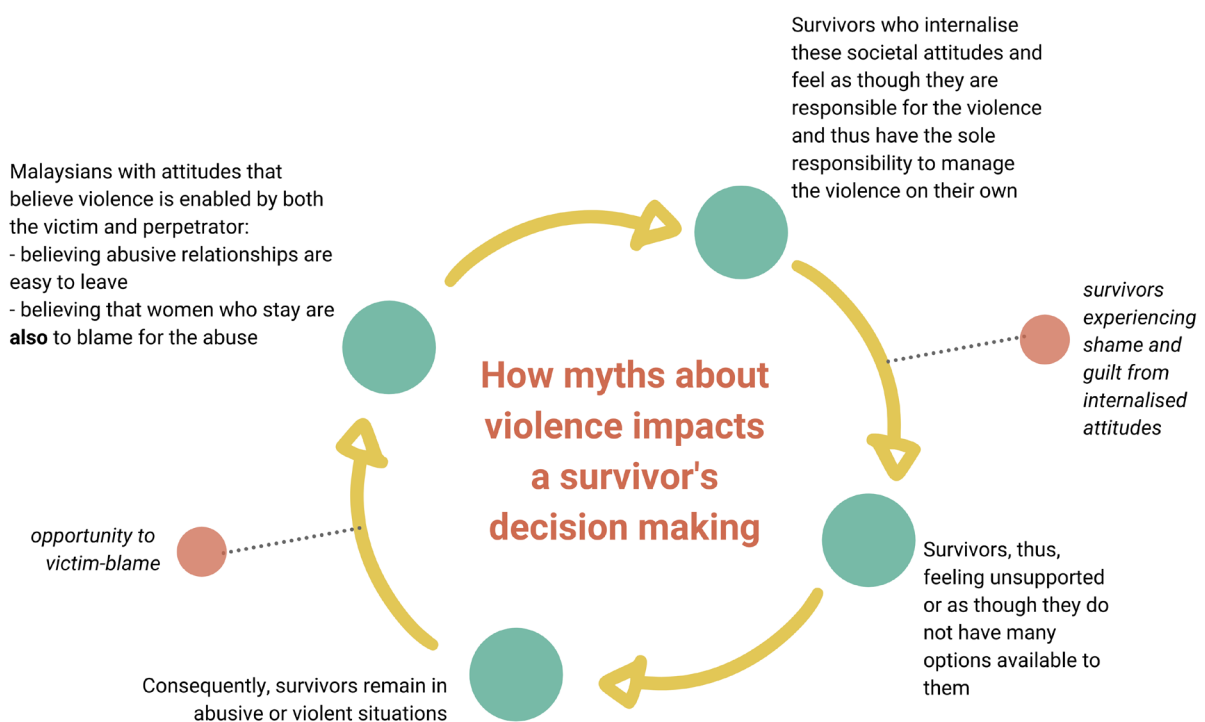 Survivors who internalise
these societal attitudes and
feel as though they are
responsible for the violence
and thus have the sole
responsibility to manage
the violence on their own
Malaysians with attitudes that
believe violence is enabled by both
the victim and perpetrator:
- believing abusive relationships are
easy to leave
- believing that women who stay are
also to blame for the abuse
survivors
experiencing
shame and
guilt from
internalised
attitudes
How myths about
violence impacts
a survivor's
decision making
opportunity to
victim-blame
Survivors, thus,
feeling unsupported
or as though they do
not have many
options available to
them
Consequently, survivors remain in
abusive or violent situations